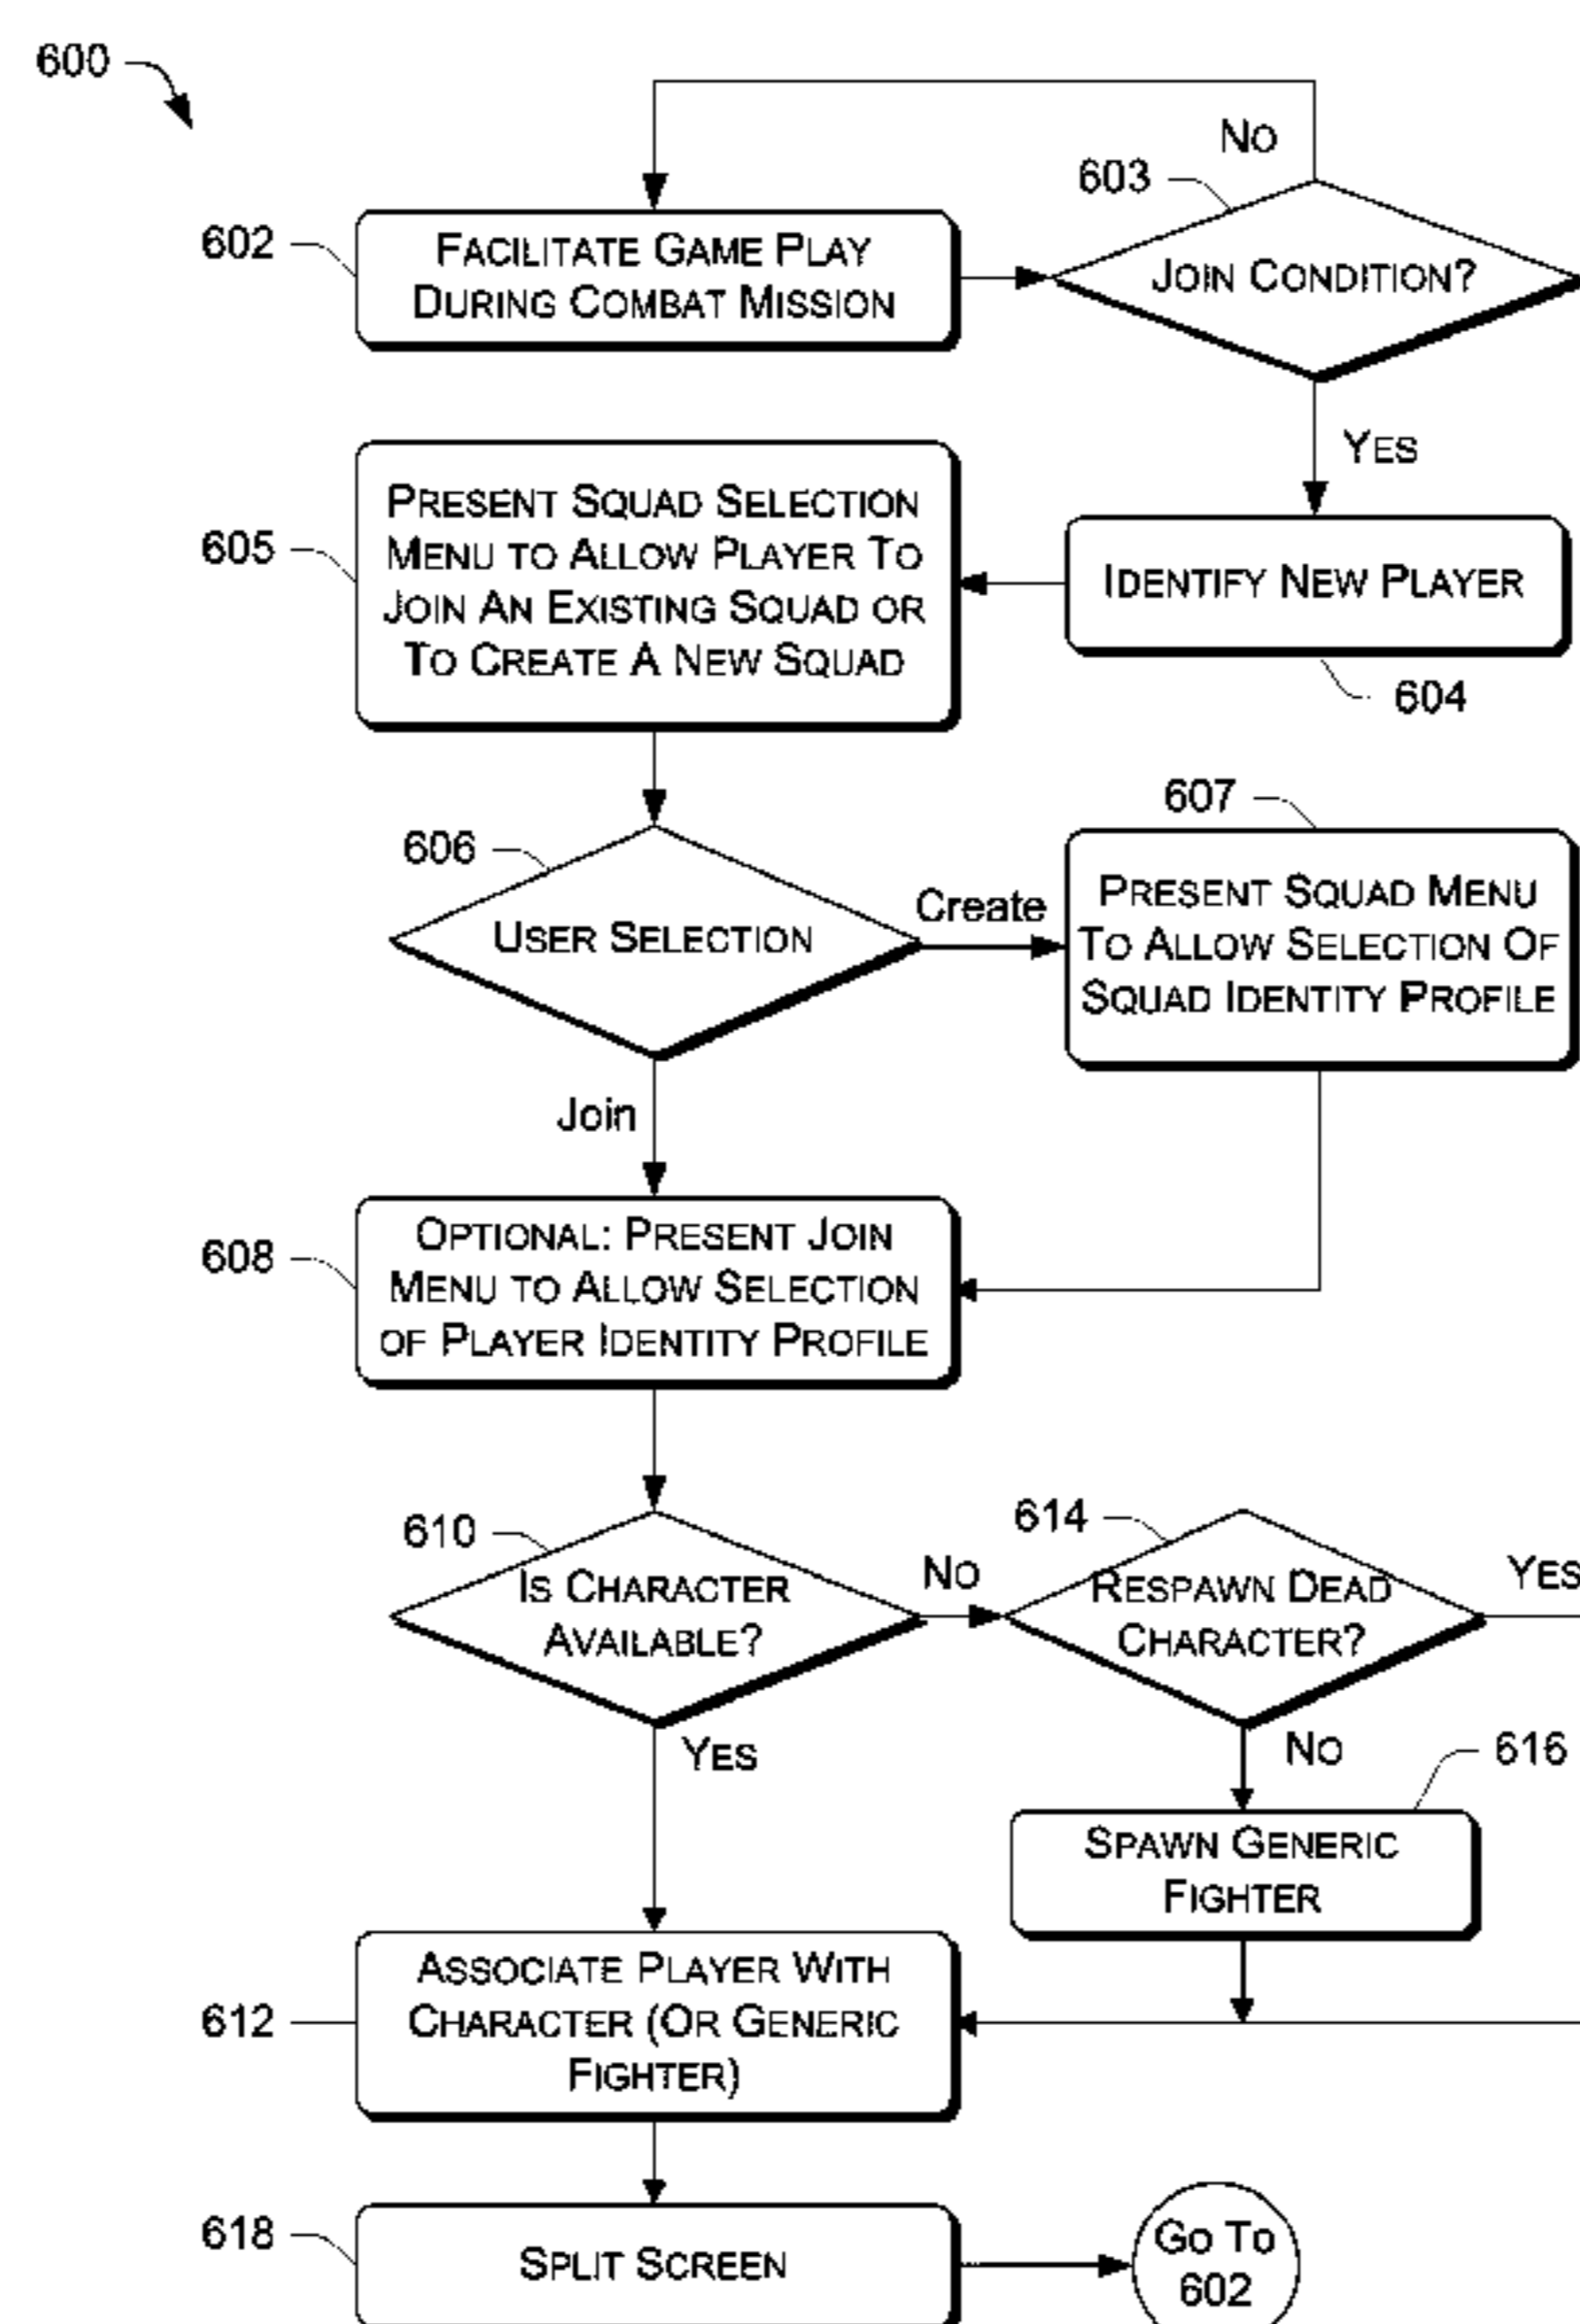 600
NO
603
602
FACILITATE GAME PLAY
DURING COMBAT MISSION
JOIN CONDITION?
YES
605
PRESENT SQUAD SELECTION
MENU TO ALLOW PLAYER TO
JOIN AN EXISTING SQUAD OR
TO CREATE A NEW SQUAD
IDENTIFY NEW PLAYER
604
606
USER SELECTION
Create
607
PRESENT SQUAD MENU
TO ALLOW SELECTION OF
SQUAD IDENTITY PROFILE
Join
608
OPTIONAL: PRESENT JOIN
MENU TO ALLOW SELECTION
OF PLAYER IDENTITY PROFILE
610
IS CHARACTER
AVAILABLE?
NO
614
RESPAWN DEAD
CHARACTER?
YES
YES
NO
616
SPAWN GENERIC
FIGHTER
612
ASSOCIATE PLAYER WITH
CHARACTER (OR GENERIC
FIGHTER)
618
SPLIT SCREEN
GO TO
602